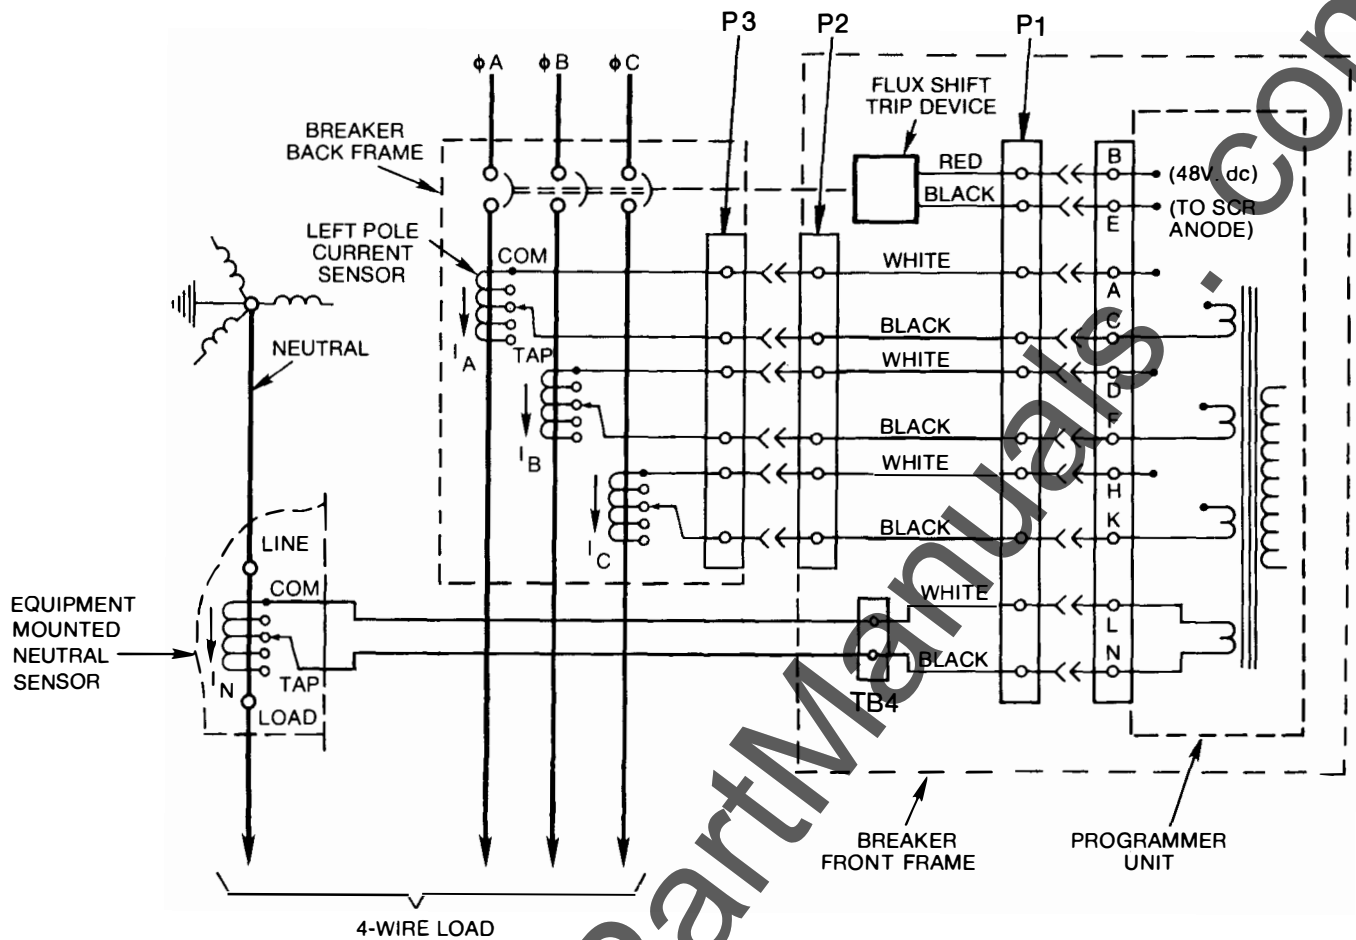 P3 P2 P1
ϕA ϕB ϕC
FLUX SHIFT
TRIP DEVICE
BREAKER
BACK FRAME
RED
BLACK
B
E
(48V. dc)
(TO SCR
ANODE)
LEFT POLE
CURRENT
SENSOR
COM
WHITE
A
I A
TAP
BLACK
C
NEUTRAL
WHITE
D
I B
BLACK
F
WHITE
H
I C
BLACK
K
LINE
COM
WHITE
L
EQUIPMENT
MOUNTED
NEUTRAL
SENSOR
I N
TAP
BLACK
N
LOAD
TB4
BREAKER
FRONT FRAME
PROGRAMMER
UNIT
4-WIRE LOAD
PartManuals . com